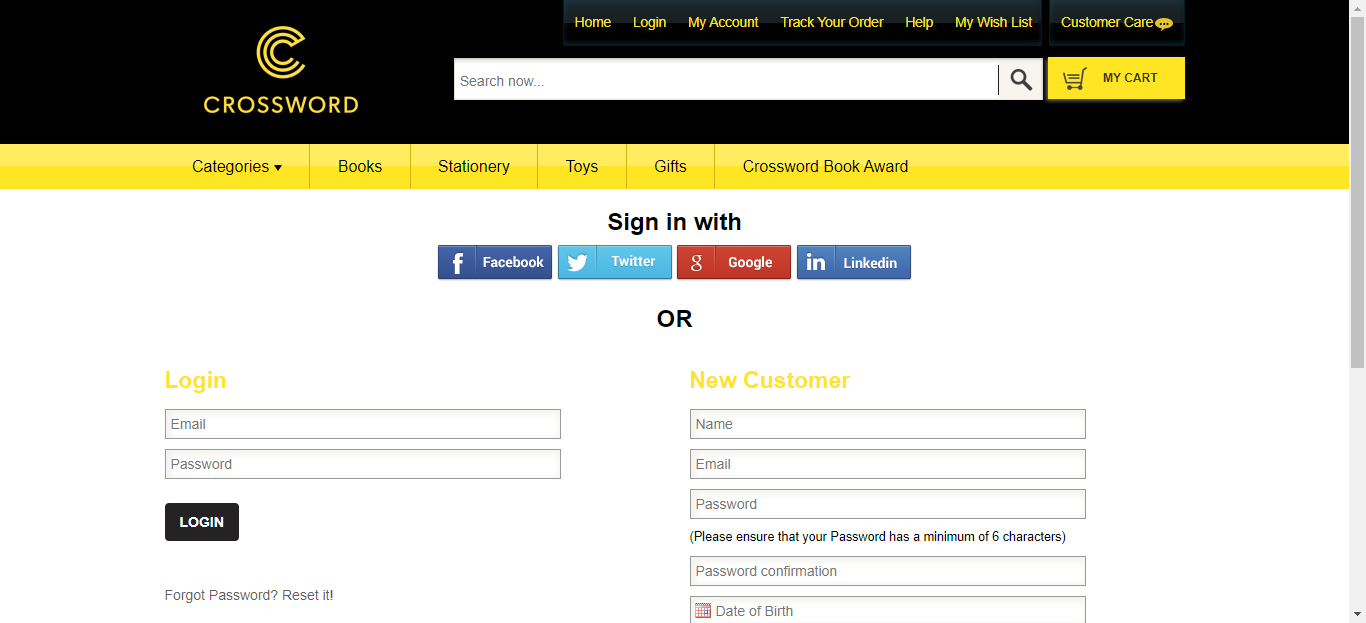 Home Login My Account Track Your Order Help My Wish List Customer Care
CROSSWORD
Search now...
MY CART
Categories Books Stationery Toys Gifts Crossword Book Award
Sign in with
Facebook Twitter Google Linkedin
OR
Login
Email
Password
LOGIN
Forgot Password? Reset it!
New Customer
Name
Email
Password
(Please ensure that your Password has a minimum of 6 characters)
Password confirmation
Date of Birth